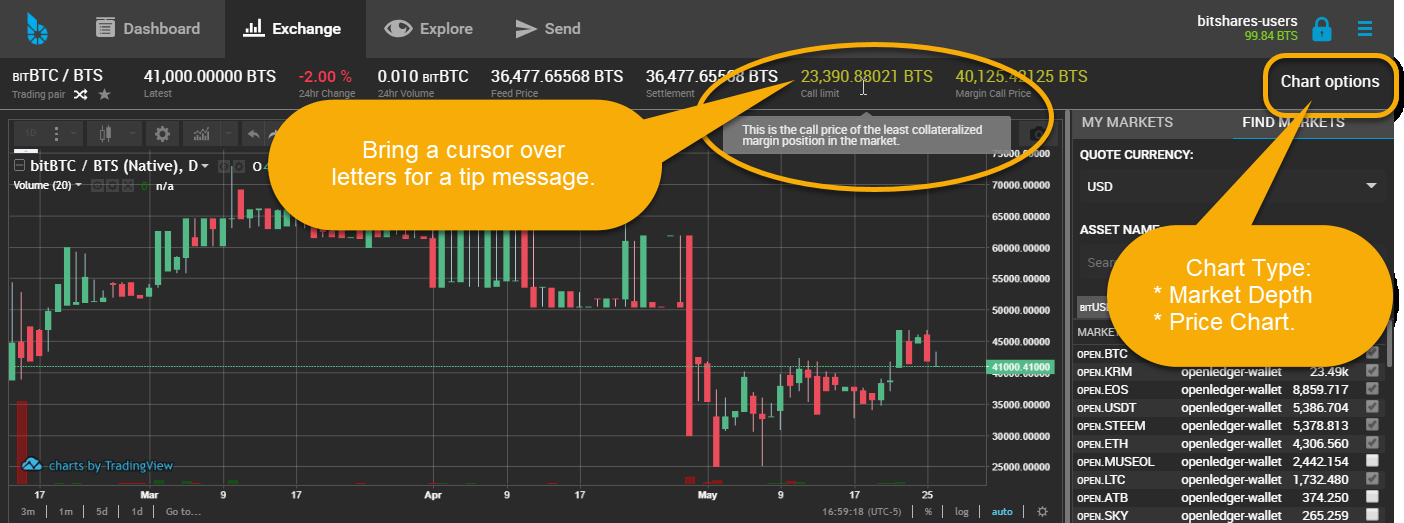 Dashboard
Exchange
Explore
Send
bitshares-users
99.84 BTS
BITBTC / BTS
Trading pair
41,000.00000 BTS
Latest
-2.00 %
24hr Change
0.010 BITBTC
24hr Volume
36,477.65568 BTS
Feed Price
36,477.65568 BTS
Settlement
23,390.88021 BTS
Call limit
40,125.42125 BTS
Margin Call Price
Chart options
This is the call price of the least collateralized
margin position in the market.
Bring a cursor over
letters for a tip message.
1D
bitBTC / BTS (Native), D
O
Volume (20)
0
n/a
75000.00000
70000.00000
65000.00000
60000.00000
55000.00000
50000.00000
45000.00000
41000.41000
40000.00000
35000.00000
30000.00000
25000.00000
charts by TradingView
17
Mar
9
17
Apr
9
17
May
9
17
25
3m
1m
5d
1d
Go to...
16:59:18 (UTC-5)
%
log
auto
MY MARKETS
FIND MARKETS
QUOTE CURRENCY:
USD
ASSET NAME
Chart Type:
* Market Depth
* Price Chart.
OPEN.BTC
OPEN.KRM openledger-wallet 23.49k
OPEN.EOS openledger-wallet 8,859.717
OPEN.USDT openledger-wallet 5,386.704
OPEN.STEEM openledger-wallet 5,378.813
OPEN.ETH openledger-wallet 4,306.560
OPEN.MUSEOL openledger-wallet 2,442.154
OPEN.LTC openledger-wallet 1,732.480
OPEN.ATB openledger-wallet 374.250
OPEN.SKY openledger-wallet 265.259